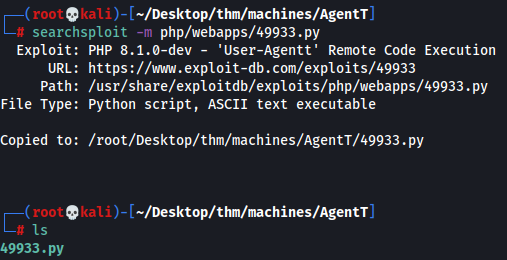 ┌──(root💀kali)-[~/Desktop/thm/machines/AgentT]
└─# searchsploit -m php/webapps/49933.py
Exploit: PHP 8.1.0-dev - 'User-Agentt' Remote Code Execution
URL: https://www.exploit-db.com/exploits/49933
Path: /usr/share/exploitdb/exploits/php/webapps/49933.py
File Type: Python script, ASCII text executable
Copied to: /root/Desktop/thm/machines/AgentT/49933.py
┌──(root💀kali)-[~/Desktop/thm/machines/AgentT]
└─# ls
49933.py